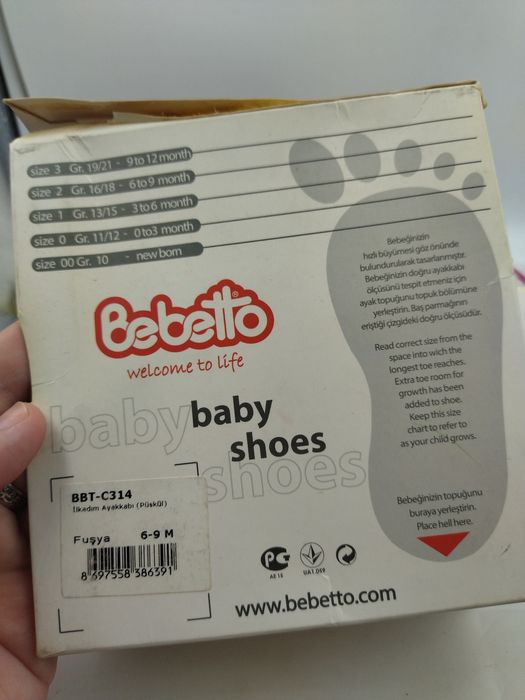 size 3 Gr. 19/21 - 9 to 12 month
size 2 Gr. 16/18 - 6 to 9 month
size 1 Gr. 13/15 - 3 to 6 month
size 0 Gr. 11/12 - 0 to 3 month
size 00 Gr. 10 - new born
Bebetto®
welcome to life
baby baby
shoes
shoes
Bebeğinizin
hızlı büyümesi göz önünde
bulundurularak tasarlanmıştır.
Bebeğinizin doğru ayakkabı
ölçüsünü tespit etmeniz için
ayak topuğunu topuk bölümüne
yerleştirin. Baş parmağının
eriştiği çizgideki doğru ölçüsüdür.
Read correct size from the
space into wich the
longest toe reaches.
Extra toe room for
growth has been
added to shoe.
Keep this size
chart to refer to
as your child grows.
Bebeğinizin topuğunu
buraya yerleştirin.
Place hell here.
BBT-C314
İlkadım Ayakkabı (Püskül)
Fuşya 6-9 M
8 697558 386391
AE 15
UA1.059
www.bebetto.com